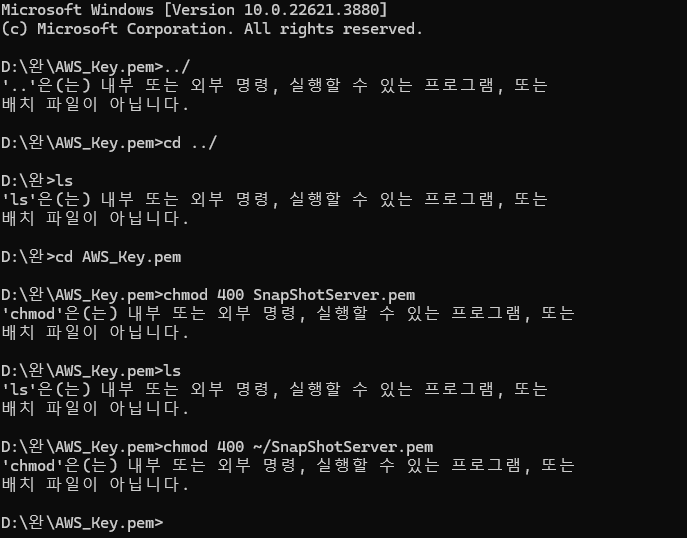 Microsoft Windows [Version 10.0.22621.3880]
(c) Microsoft Corporation. All rights reserved.
D:\완\AWS_Key.pem>../
'..'은(는) 내부 또는 외부 명령, 실행할 수 있는 프로그램, 또는
배치 파일이 아닙니다.
D:\완\AWS_Key.pem>cd ../
D:\완>ls
'ls'은(는) 내부 또는 외부 명령, 실행할 수 있는 프로그램, 또는
배치 파일이 아닙니다.
D:\완>cd AWS_Key.pem
D:\완\AWS_Key.pem>chmod 400 SnapShotServer.pem
'chmod'은(는) 내부 또는 외부 명령, 실행할 수 있는 프로그램, 또는
배치 파일이 아닙니다.
D:\완\AWS_Key.pem>ls
'ls'은(는) 내부 또는 외부 명령, 실행할 수 있는 프로그램, 또는
배치 파일이 아닙니다.
D:\완\AWS_Key.pem>chmod 400 ~/SnapShotServer.pem
'chmod'은(는) 내부 또는 외부 명령, 실행할 수 있는 프로그램, 또는
배치 파일이 아닙니다.
D:\완\AWS_Key.pem>